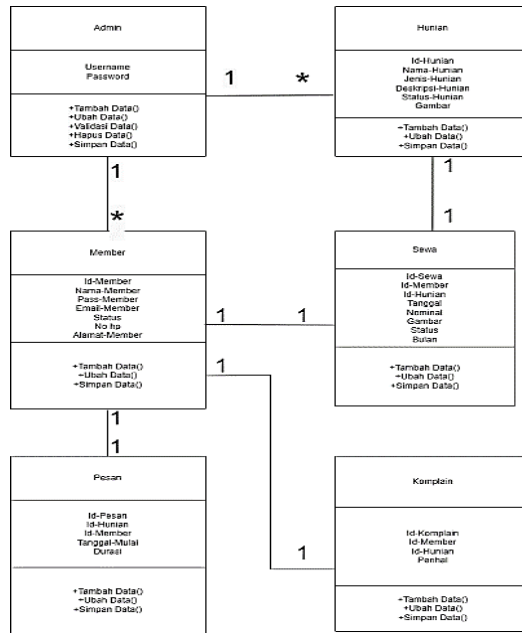 Admin
Username
Password
+Tambah Data()
+Ubah Data()
+Validasi Data()
+Hapus Data()
+Simpan Data()
1
*
Hunian
Id-Hunian
Nama-Hunian
Jenis-Hunian
Deskripsi-Hunian
Status-Hunian
Gambar
+Tambah Data()
+Ubah Data()
+Simpan Data()
1
*
1
1
Member
Id-Member
Nama-Member
Pass-Member
Email-Member
Status
No hp
Alamat-Member
+Tambah Data()
+Ubah Data()
+Simpan Data()
1
1
Sewa
Id-Sewa
Id-Member
Id-Hunian
Tanggal
Nominal
Gambar
Status
Bulan
+Tambah Data()
+Ubah Data()
+Simpan Data()
1
1
1
1
Pesan
Id-Pesan
Id-Hunian
Id-Member
Tanggal-Mulai
Durasi
+Tambah Data()
+Ubah Data()
+Simpan Data()
Komplain
Id-Komplain
Id-Member
Id-Hunian
Perihal
+Tambah Data()
+Ubah Data()
+Simpan Data()